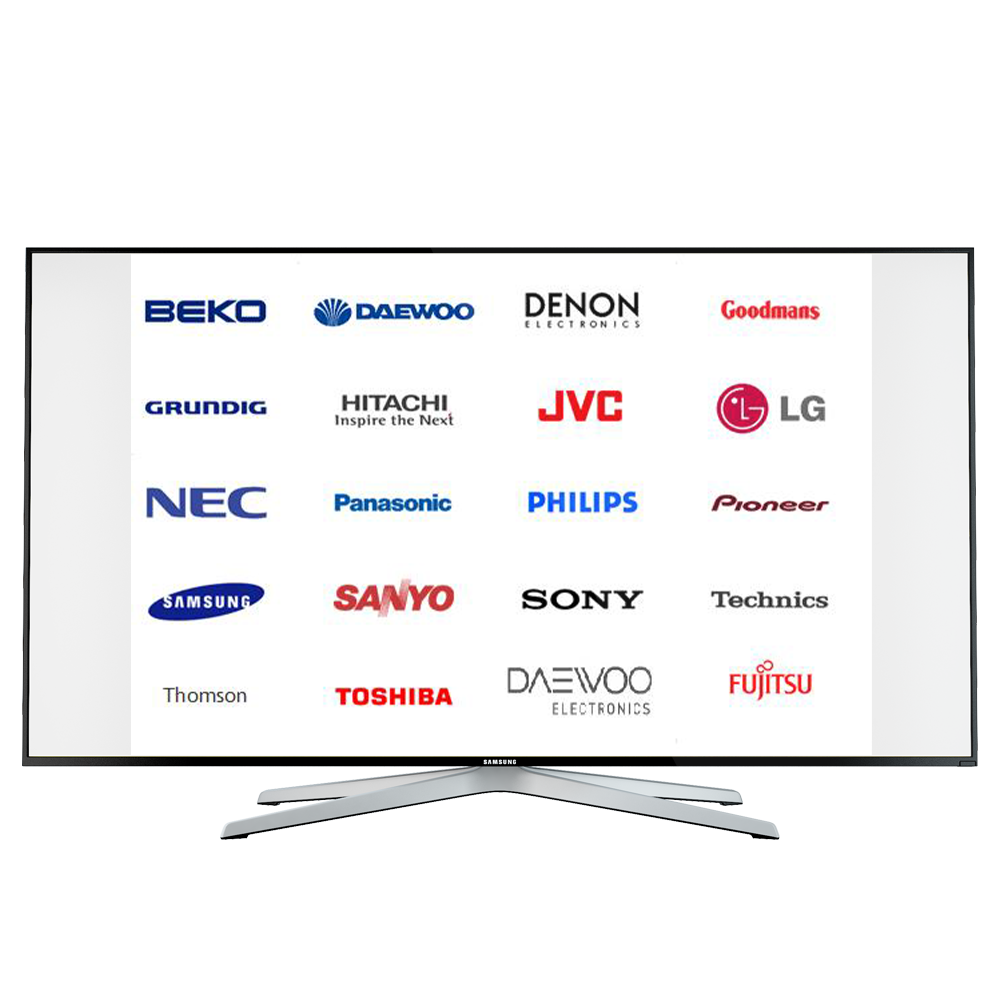 BEKO
DAEWOO
DENON
ELECTRONICS
Goodmans
GRUNDIG
HITACHI
Inspire the Next
JVC
LG
NEC
Panasonic
PHILIPS
Pioneer
SAMSUNG
SANYO
SONY
Technics
Thomson
TOSHIBA
DAEWOO
ELECTRONICS
FUJITSU
SAMSUNG